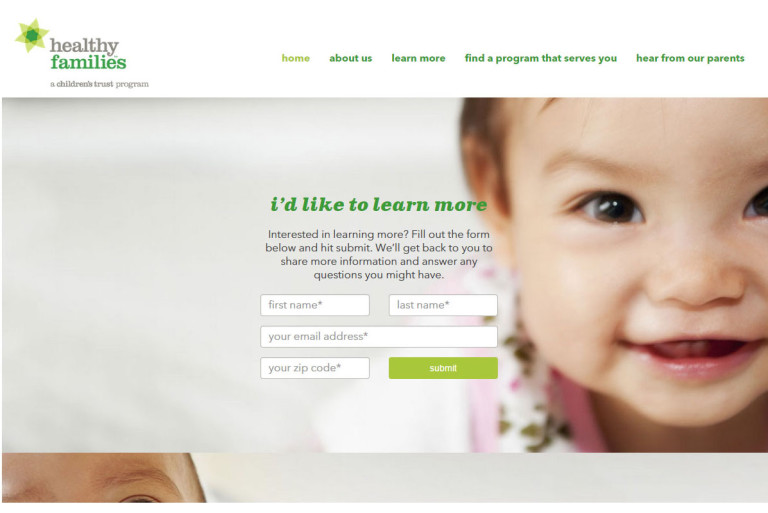 healthy
families
a children's trust program
home about us learn more find a program that serves you hear from our parents
i'd like to learn more
Interested in learning more? Fill out the form
below and hit submit. We'll get back to you to
share more information and answer any
questions you might have.
first name* last name*
your email address*
your zip code* submit